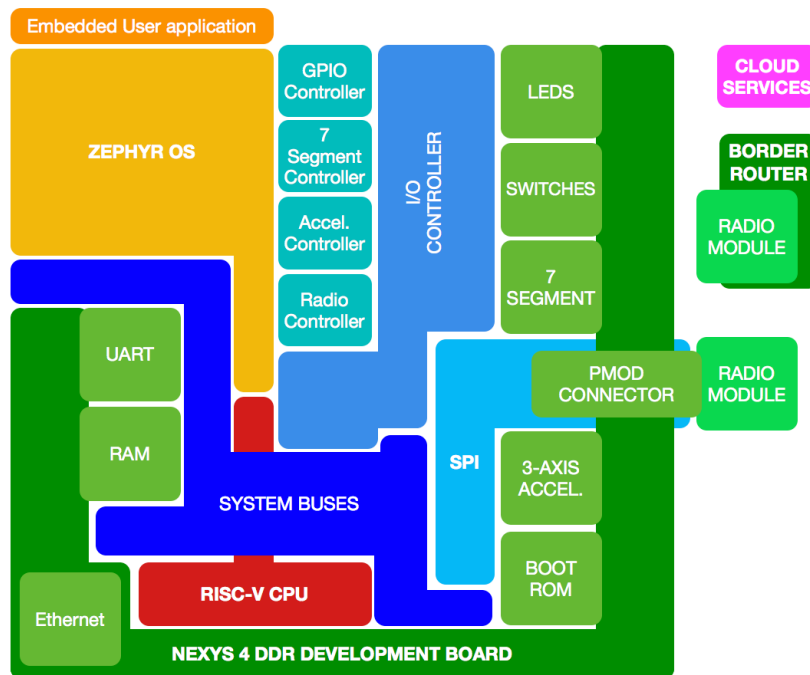 Embedded User application
ZEPHYR OS
GPIO
Controller
7
Segment
Controller
Accel.
Controller
Radio
Controller
I/O
CONTROLLER
LEDS
SWITCHES
7
SEGMENT
CLOUD
SERVICES
BORDER
ROUTER
RADIO
MODULE
UART
RAM
PMOD
CONNECTOR
RADIO
MODULE
SPI
3-AXIS
ACCEL.
SYSTEM BUSES
BOOT
ROM
RISC-V CPU
Ethernet
NEXYS 4 DDR DEVELOPMENT BOARD